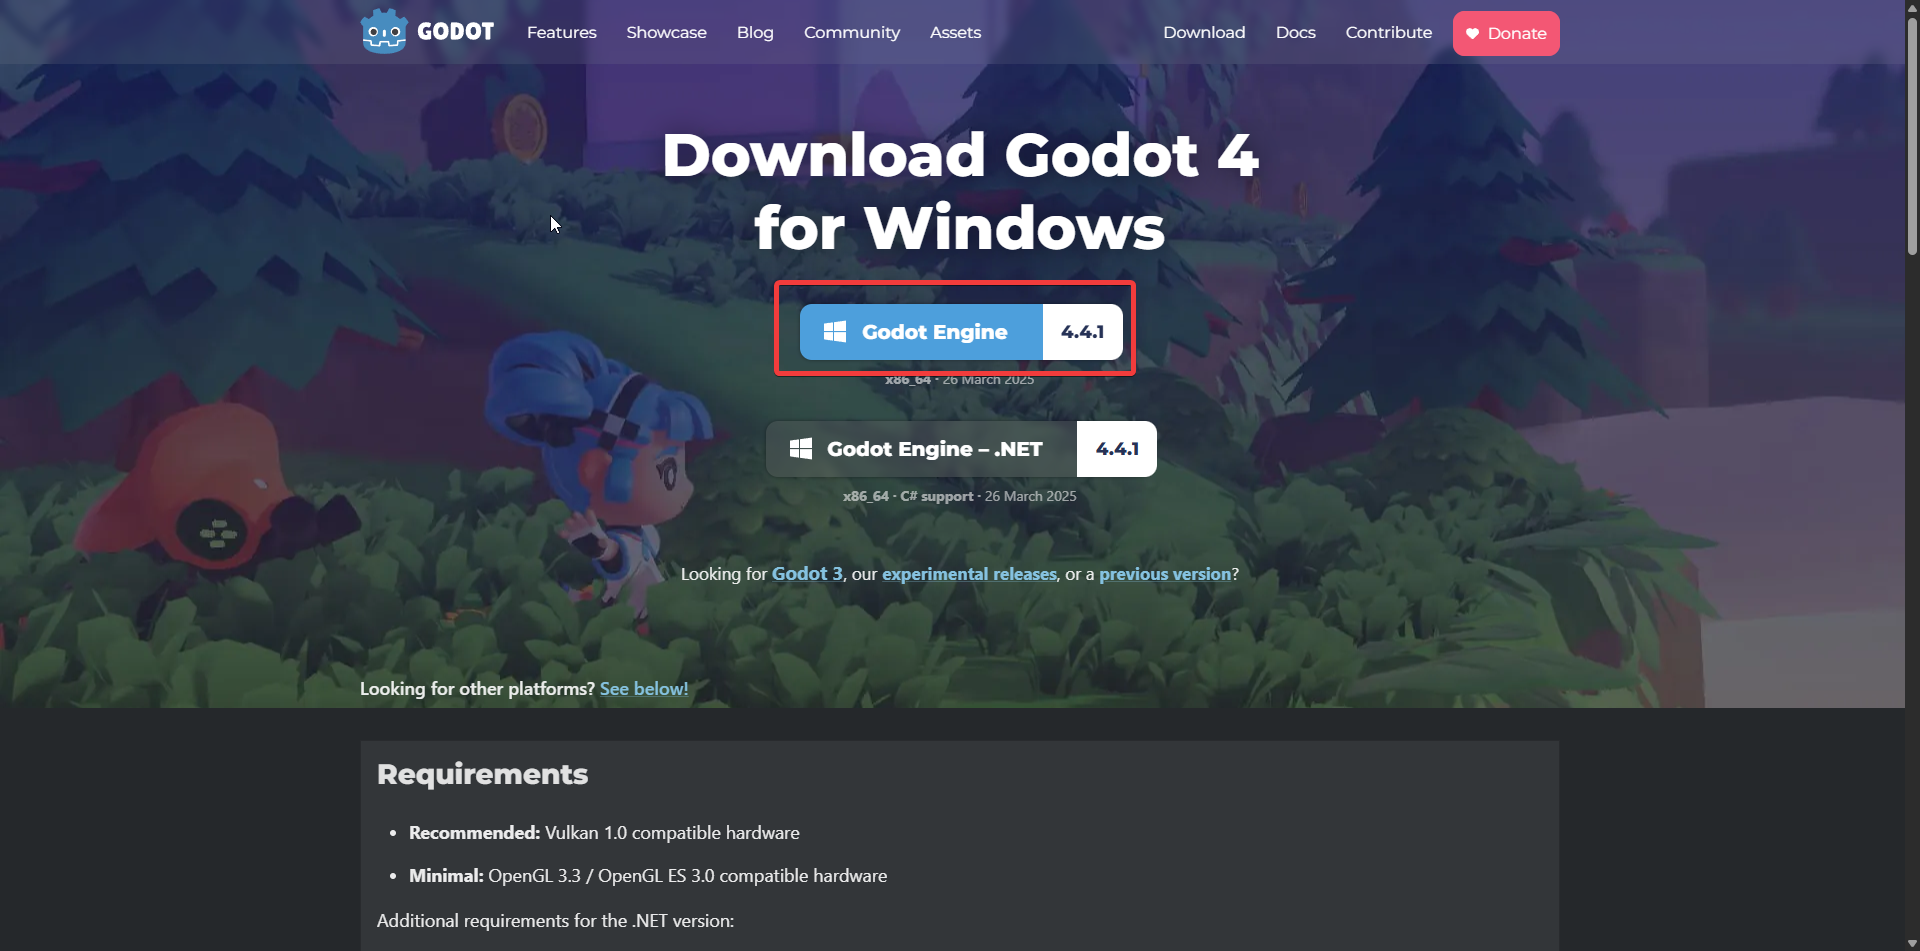 GODOT Features Showcase Blog Community Assets Download Docs Contribute Donate
Download Godot 4
for Windows
Godot Engine 4.4.1
x86_64 · 26 March 2025
Godot Engine – .NET 4.4.1
x86_64 · C# support · 26 March 2025
Looking for Godot 3, our experimental releases, or a previous version?
Looking for other platforms? See below!
Requirements
• Recommended: Vulkan 1.0 compatible hardware
• Minimal: OpenGL 3.3 / OpenGL ES 3.0 compatible hardware
Additional requirements for the .NET version: